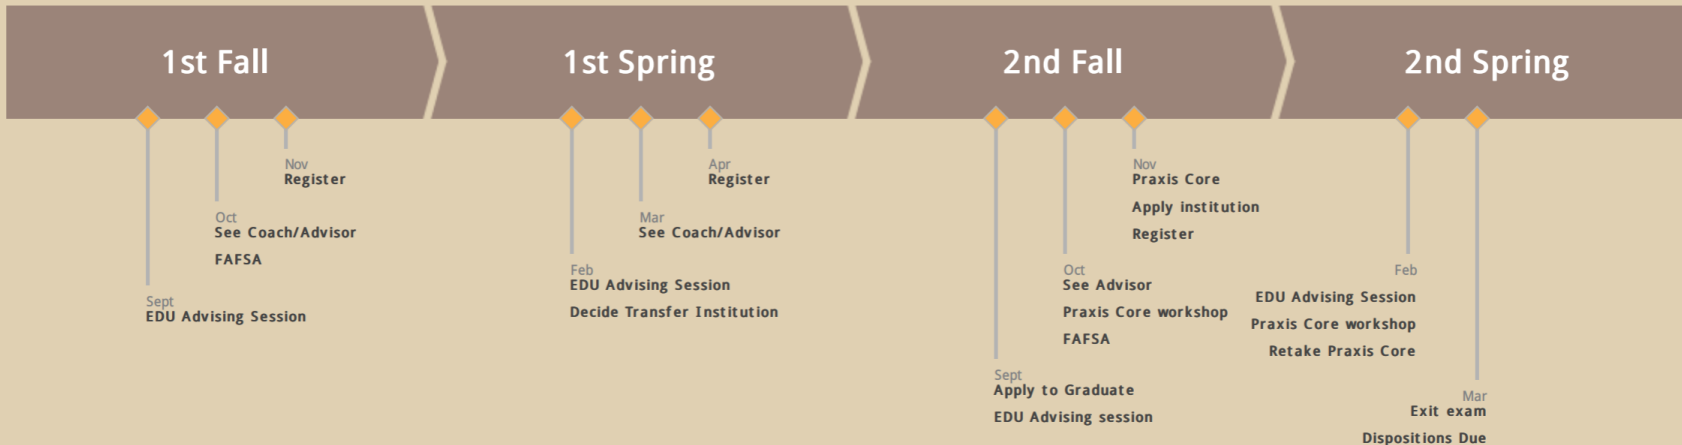 1st Fall
1st Spring
2nd Fall
2nd Spring
Nov
Register
Oct
See Coach/Advisor
FAFSA
Sept
EDU Advising Session
Apr
Register
Mar
See Coach/Advisor
Feb
EDU Advising Session
Decide Transfer Institution
Nov
Praxis Core
Apply institution
Register
Oct
See Advisor
Praxis Core workshop
FAFSA
Sept
Apply to Graduate
EDU Advising session
Feb
EDU Advising Session
Praxis Core workshop
Retake Praxis Core
Mar
Exit exam
Dispositions Due